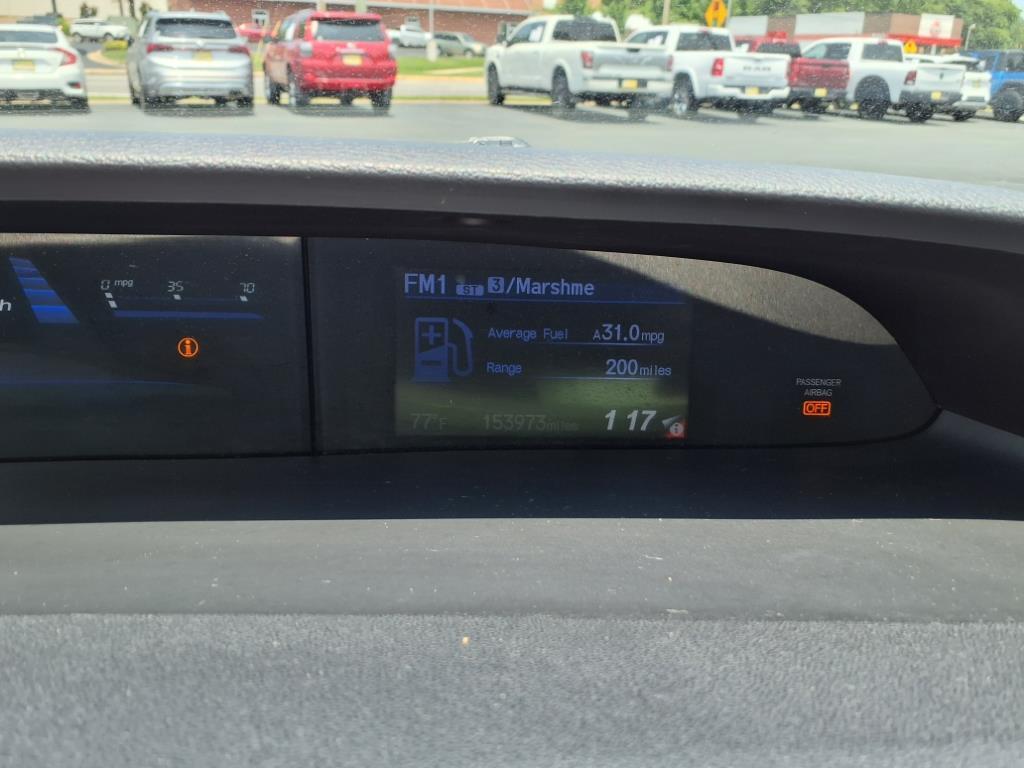 h
0 mpg 35 70
FM1 ST 3/Marshme
Average Fuel A31.0mpg
Range 200miles
77°F 153973miles 1 17
PASSENGER
AIRBAG
OFF